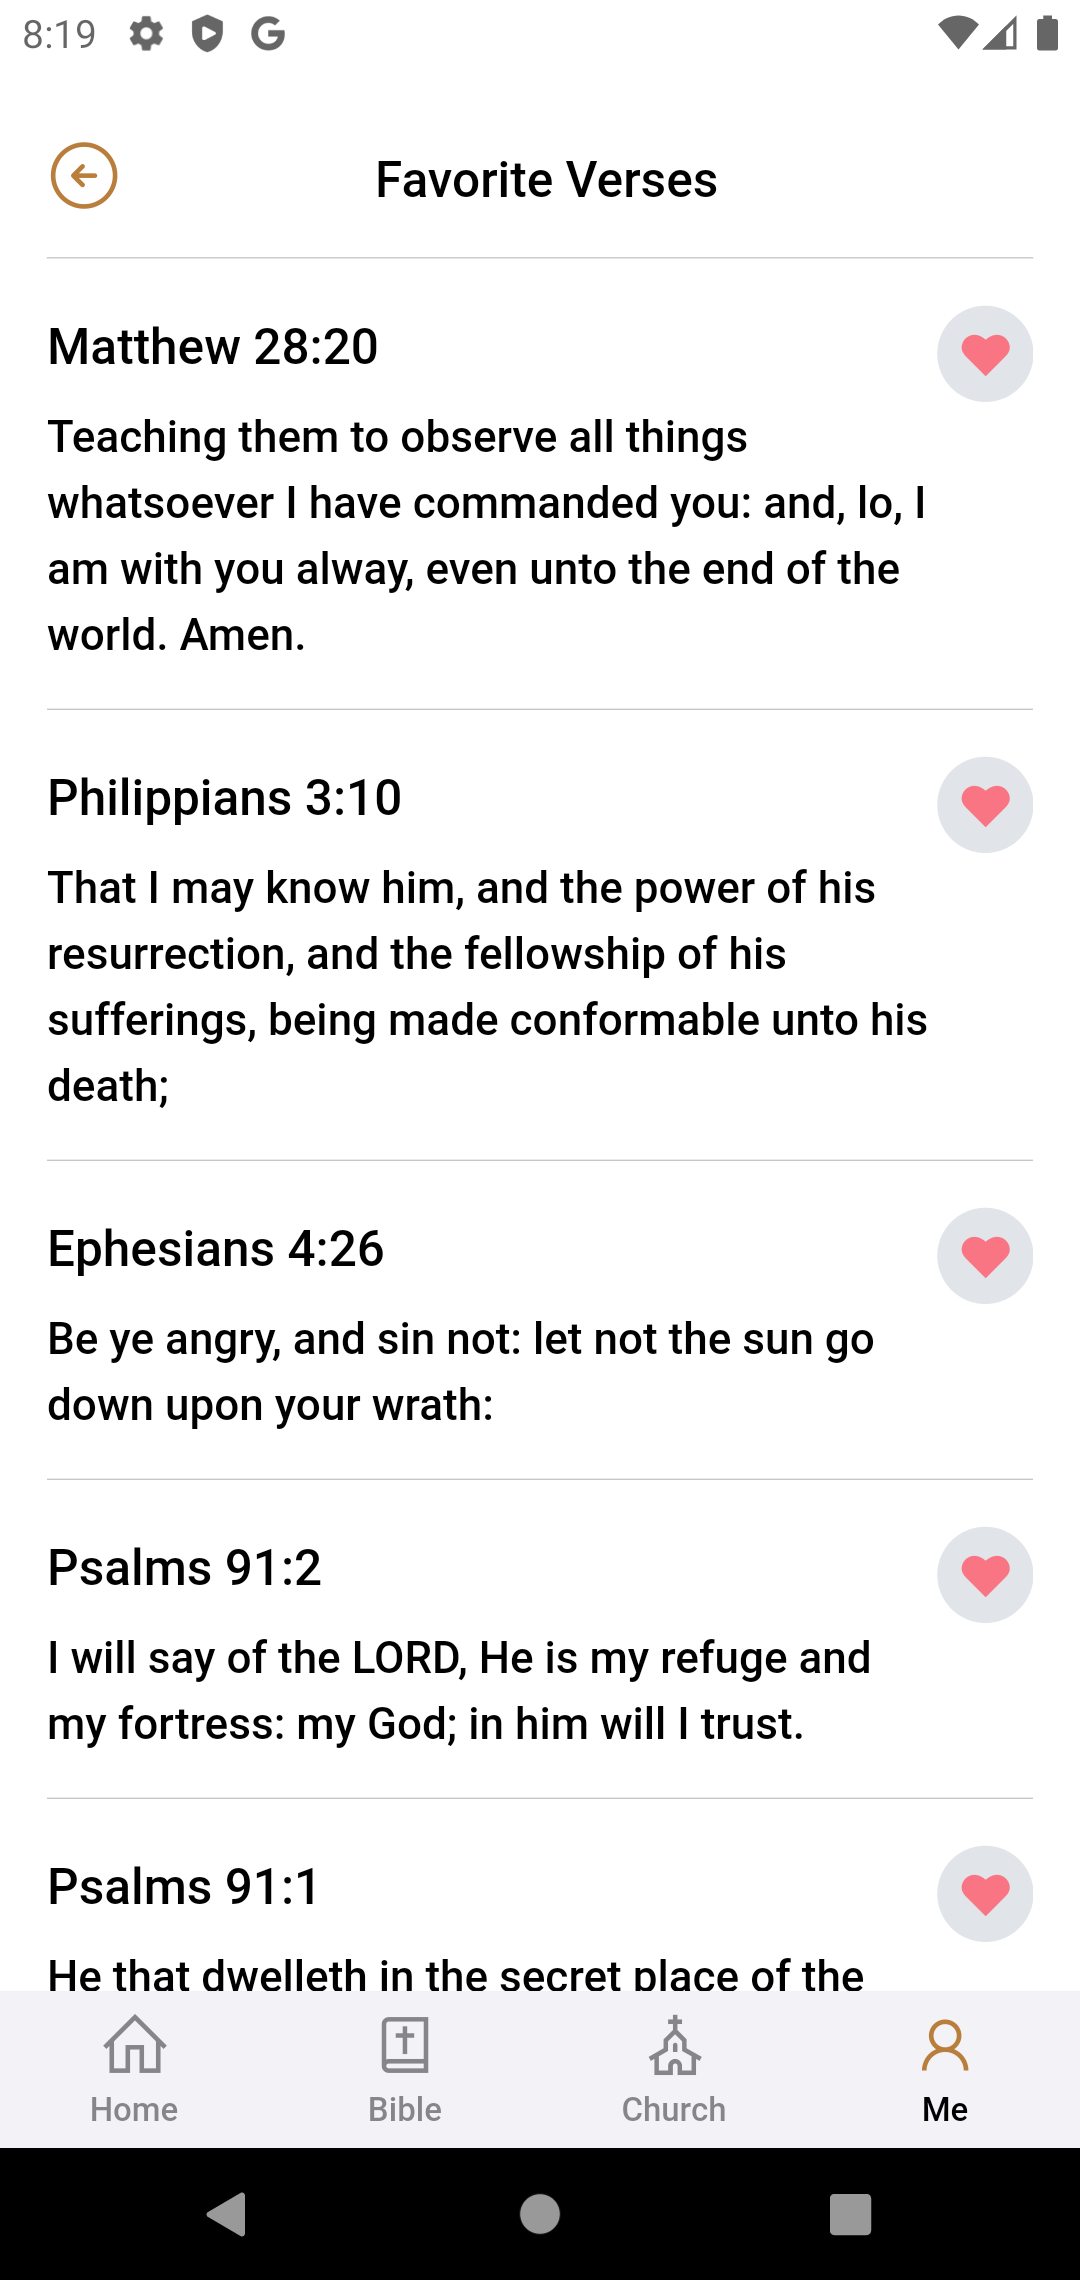 8:19
Favorite Verses
Matthew 28:20
Teaching them to observe all things
whatsoever I have commanded you: and, lo, I
am with you alway, even unto the end of the
world. Amen.
Philippians 3:10
That I may know him, and the power of his
resurrection, and the fellowship of his
sufferings, being made conformable unto his
death;
Ephesians 4:26
Be ye angry, and sin not: let not the sun go
down upon your wrath:
Psalms 91:2
I will say of the LORD, He is my refuge and
my fortress: my God; in him will I trust.
Psalms 91:1
He that dwelleth in the secret place of the
Home
Bible
Church
Me